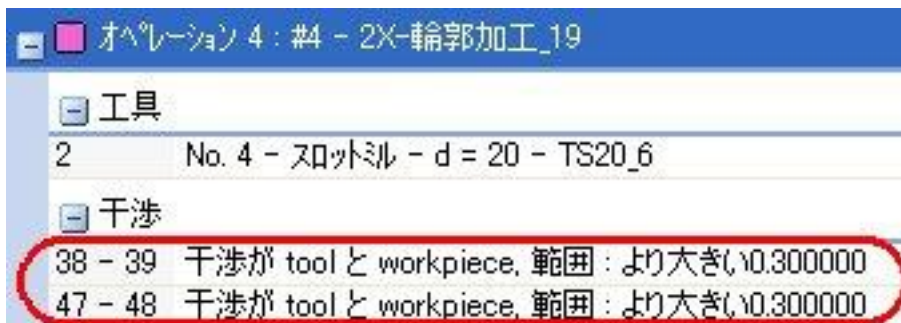 オペレーション 4 : #4 - 2X-輪郭加工_19
工具
2 No. 4 - スロットミル - d = 20 - TS20_6
干渉
38 - 39 干渉が tool と workpiece, 範囲 : より大きい0.300000
47 - 48 干渉が tool と workpiece, 範囲 : より大きい0.300000